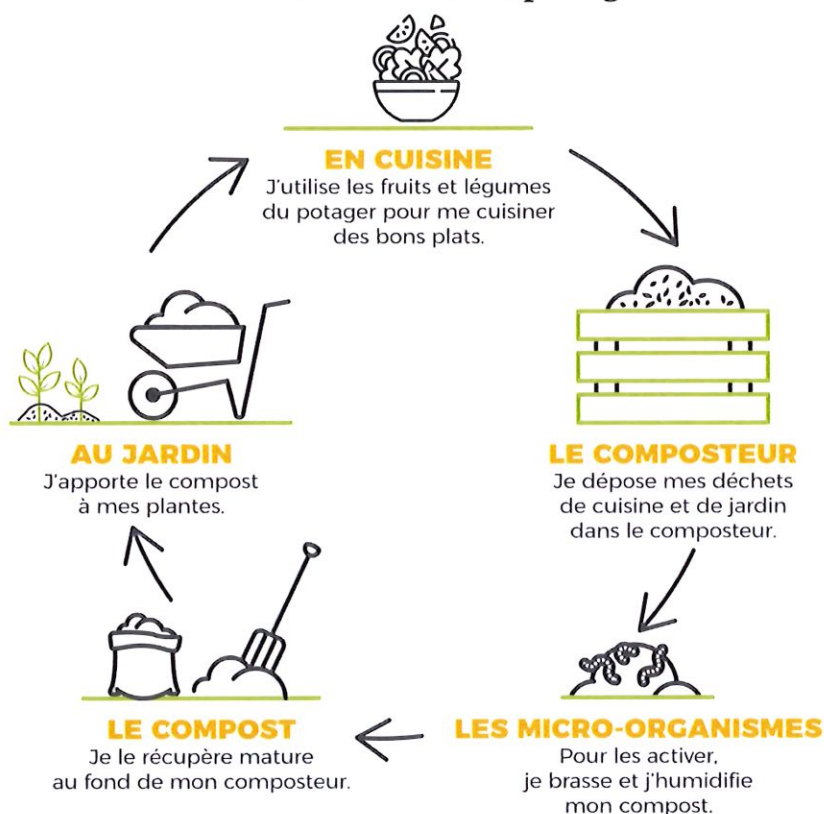 EN CUISINE
J'utilise les fruits et légumes
du potager pour me cuisiner
des bons plats.
LE COMPOSTEUR
Je dépose mes déchets
de cuisine et de jardin
dans le composteur.
LES MICRO-ORGANISMES
Pour les activer,
je brasse et j'humidifie
mon compost.
LE COMPOST
Je le récupère mature
au fond de mon composteur.
AU JARDIN
J'apporte le compost
à mes plantes.